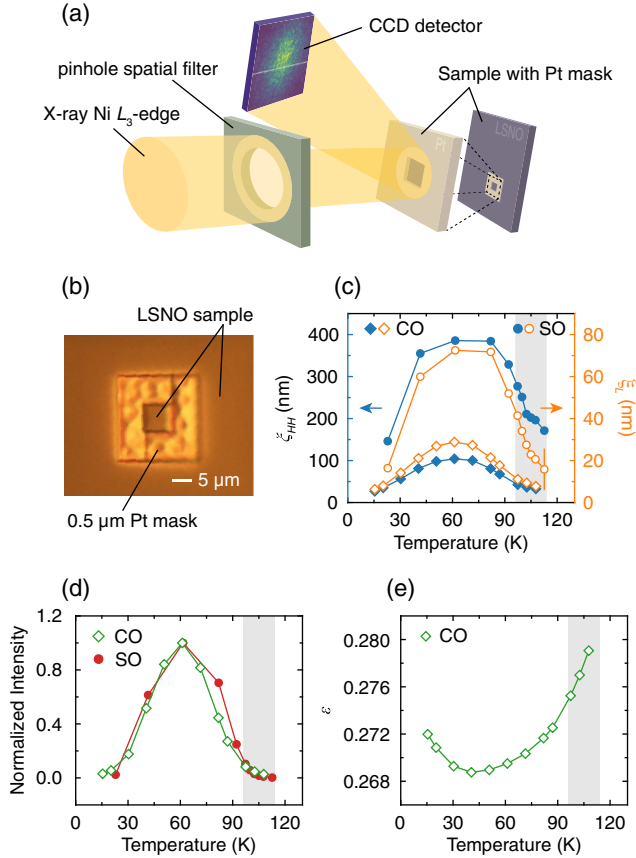 (a)
CCD detector
pinhole spatial filter
Sample with Pt mask
X-ray Ni L₃-edge
Pt
LSNO
(b)
LSNO sample
5 μm
0.5 μm Pt mask
(c)
CO
SO
400
300
200
100
0
ξHH (nm)
80
60
40
20
0
ξL (nm)
0 30 60 90 120
Temperature (K)
(d)
CO
SO
1.2
0.8
0.4
0.0
Normalized Intensity
0 30 60 90 120
Temperature (K)
(e)
CO
0.280
0.276
0.272
0.268
ε
0 30 60 90 120
Temperature (K)